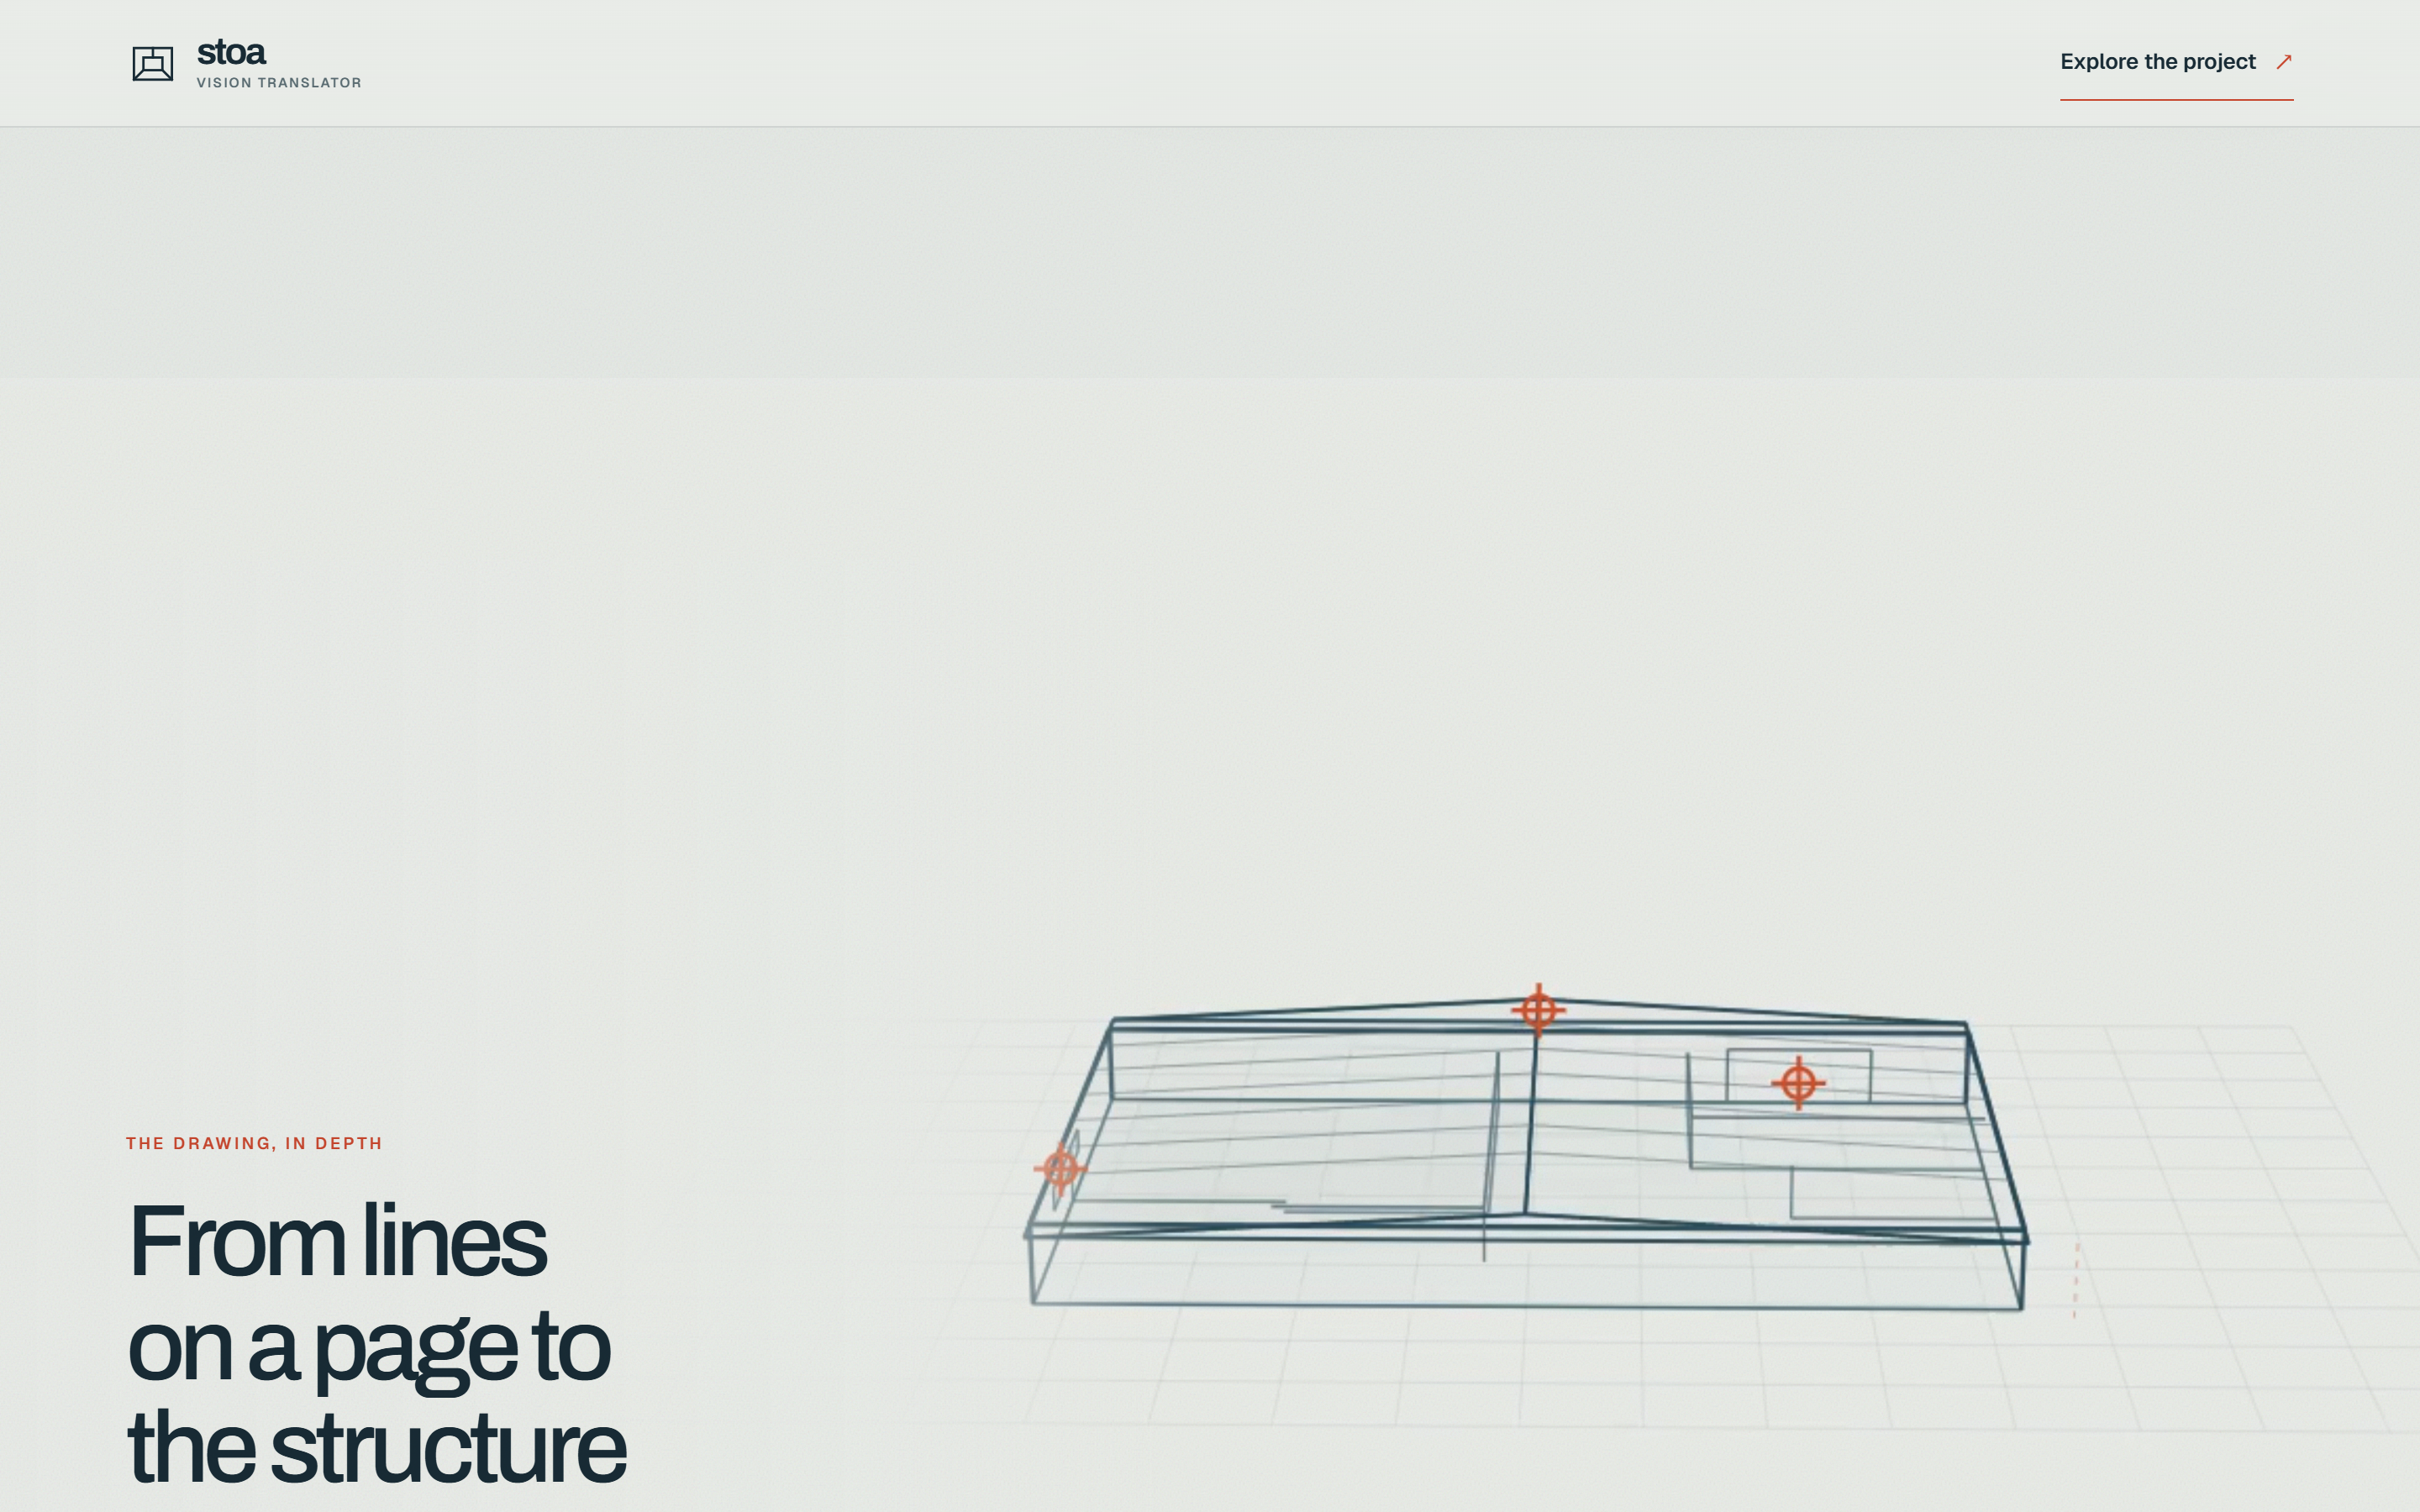 stoa
VISION TRANSLATOR
Explore the project ↗
THE DRAWING, IN DEPTH
From lines
on a page to
the structure